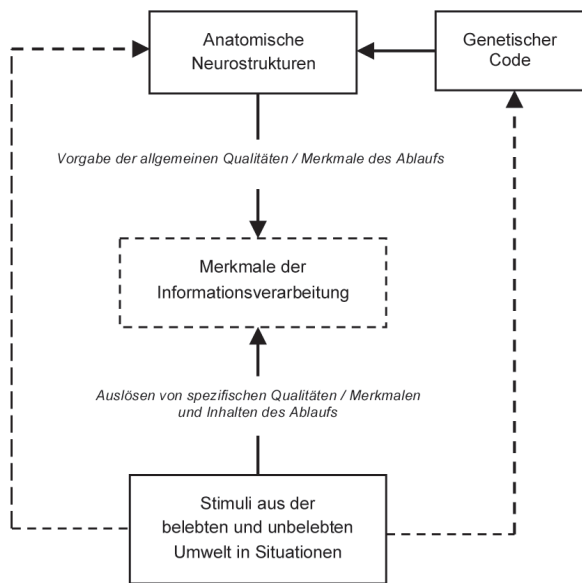 Anatomische
Neurostrukturen
Genetischer
Code
Vorgabe der allgemeinen Qualitäten / Merkmale des Ablaufs
Merkmale der
Informationsverarbeitung
Auslösen von spezifischen Qualitäten / Merkmalen
und Inhalten des Ablaufs
Stimuli aus der
belebten und unbelebten
Umwelt in Situationen